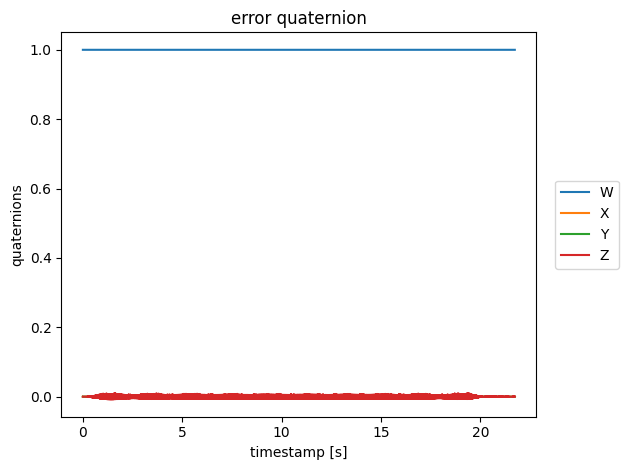 error quaternion
1.0
0.8
0.6
0.4
0.2
0.0
quaternions
0 5 10 15 20
timestamp [s]
W
X
Y
Z